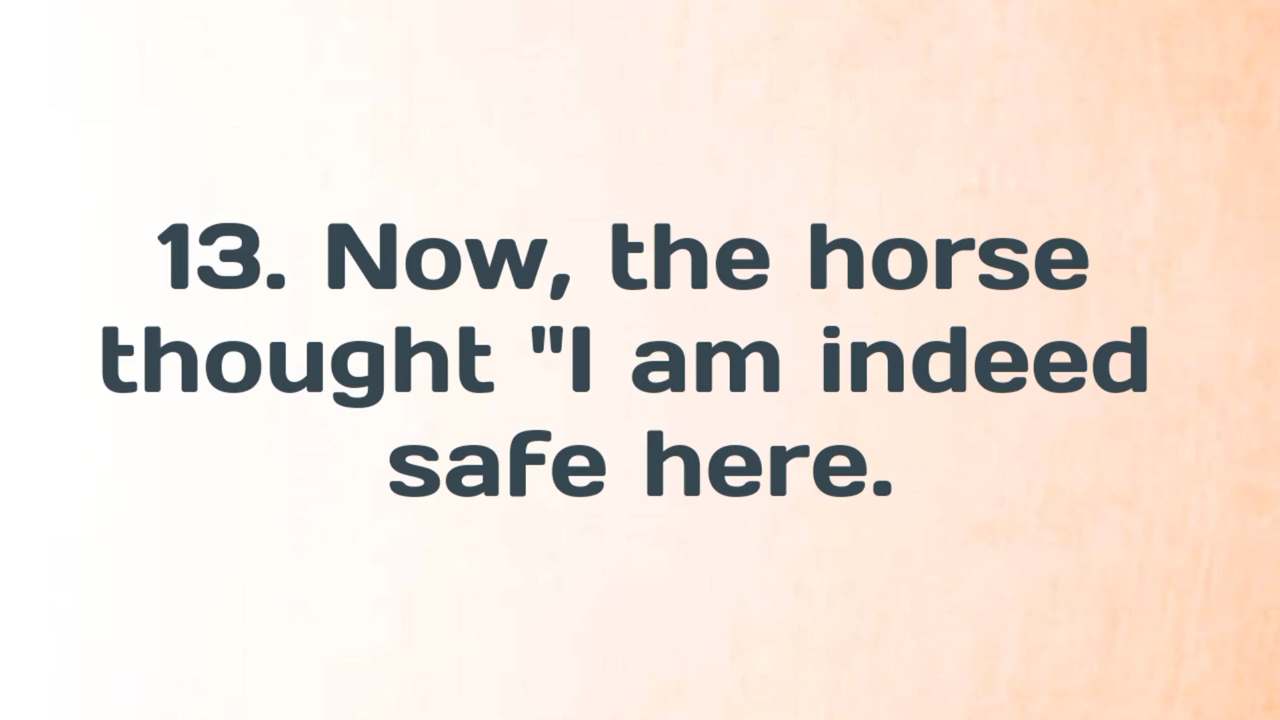 13. Now, the horse
thought "I am indeed
safe here.